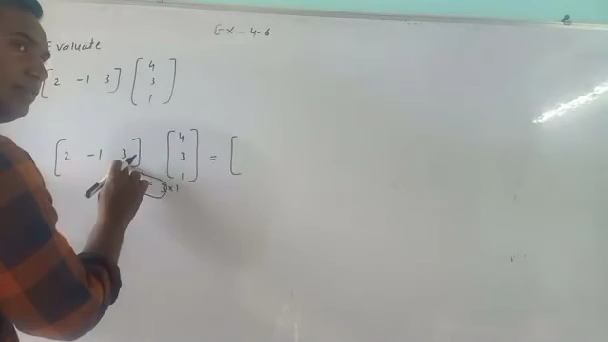 Ex - 4.6
Evaluate
[2 -1 3] [4 3 1]
[2 -1 3] [4 3 1] = [
3×1